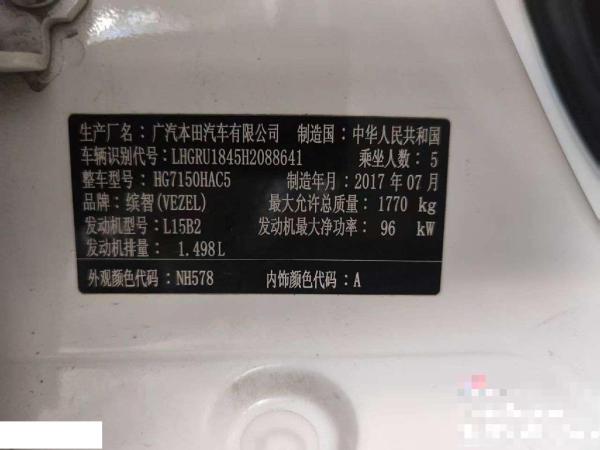 生产厂名：广汽本田汽车有限公司 制造国：中华人民共和国
车辆识别代号：LHGRU1845H2088641 乘坐人数：5
整车型号：HG7150HAC5 制造年月：2017年07月
品牌：缤智(VEZEL) 最大允许总质量：1770 kg
发动机型号：L15B2 发动机最大净功率：96 kW
发动机排量：1.498L
外观颜色代码：NH578 内饰颜色代码：A